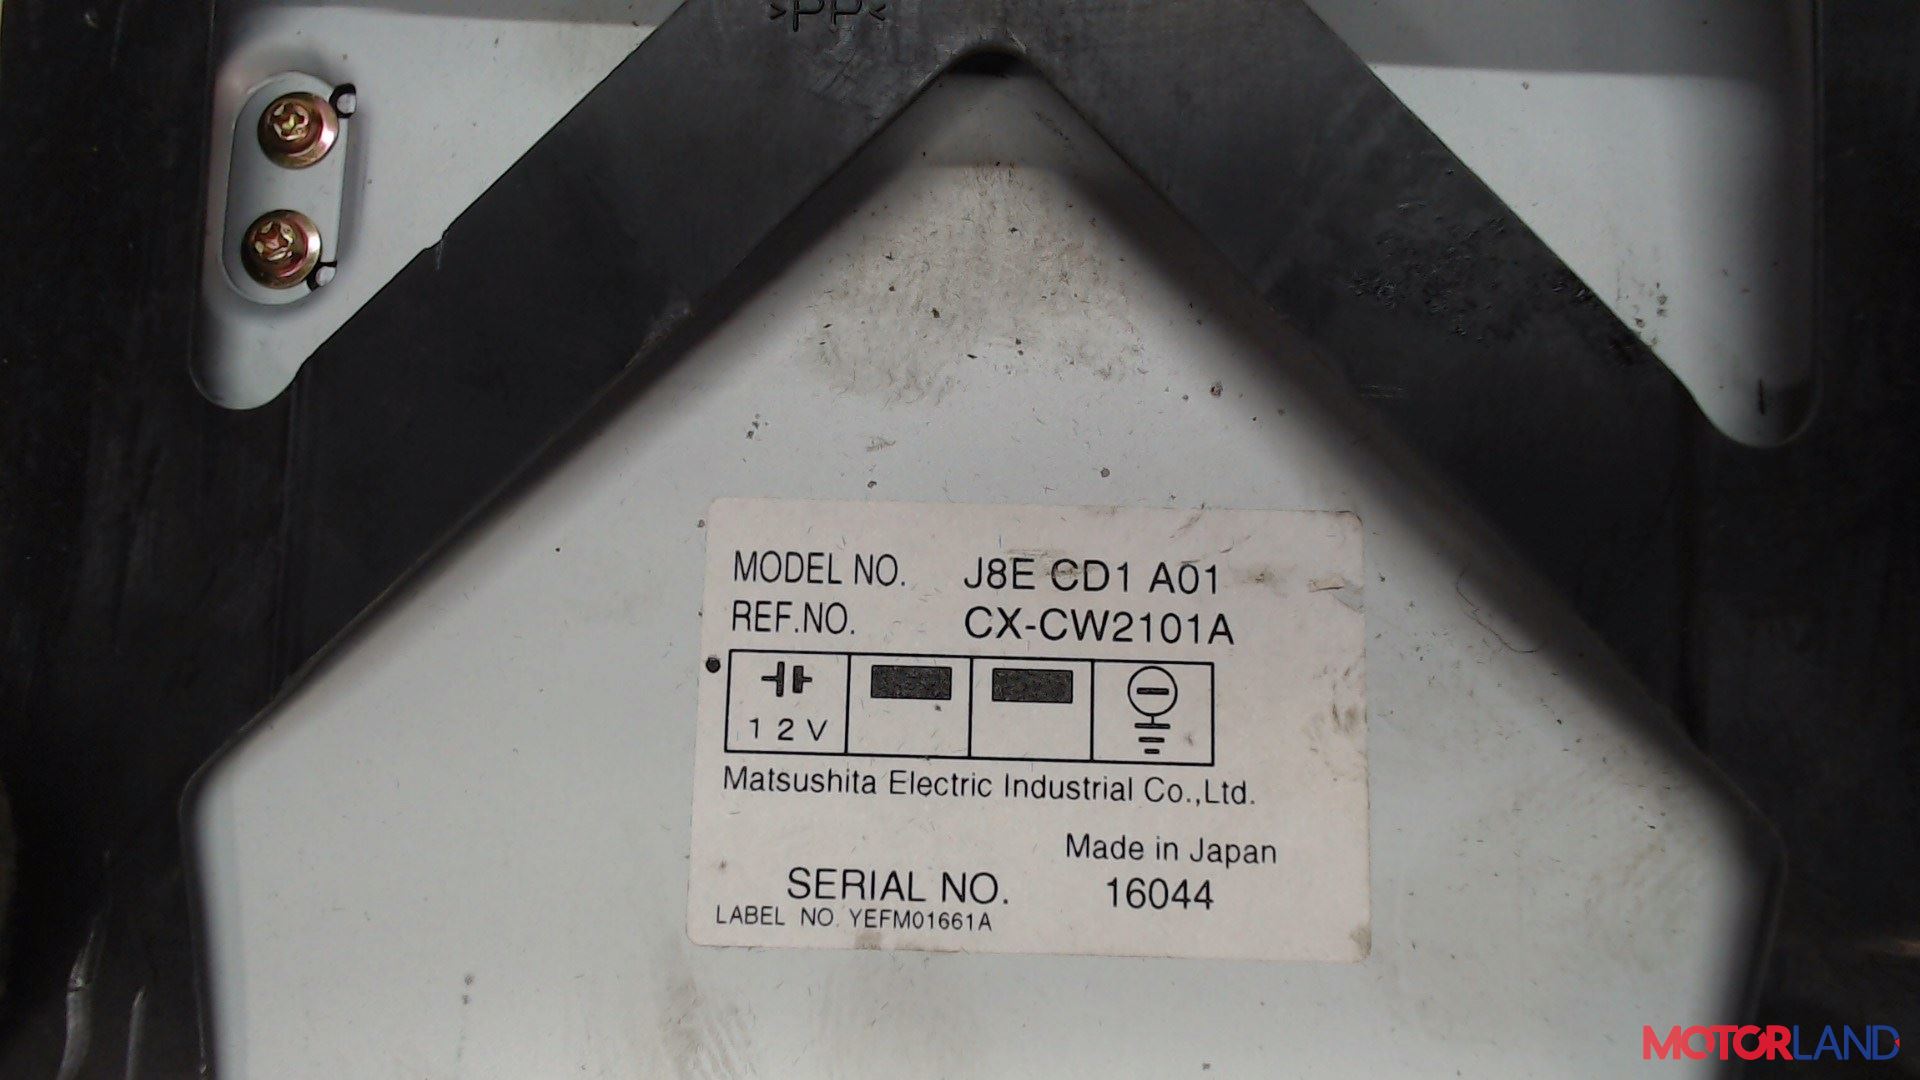 >PP<
MODEL NO. J8E CD1 A01
REF.NO. CX-CW2101A
12V
Matsushita Electric Industrial Co.,Ltd.
Made in Japan
SERIAL NO. 16044
LABEL NO. YEFM01661A
MOTORLAND